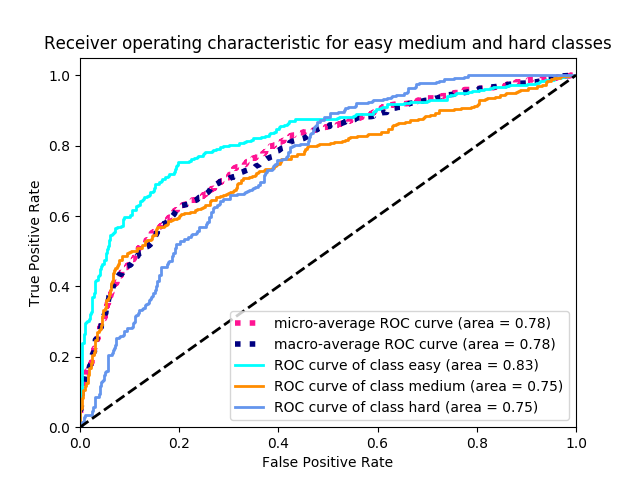 Receiver operating characteristic for easy medium and hard classes
1.0
0.8
0.6
0.4
0.2
0.0
True Positive Rate
micro-average ROC curve (area = 0.78)
macro-average ROC curve (area = 0.78)
ROC curve of class easy (area = 0.83)
ROC curve of class medium (area = 0.75)
ROC curve of class hard (area = 0.75)
0.0 0.2 0.4 0.6 0.8 1.0
False Positive Rate